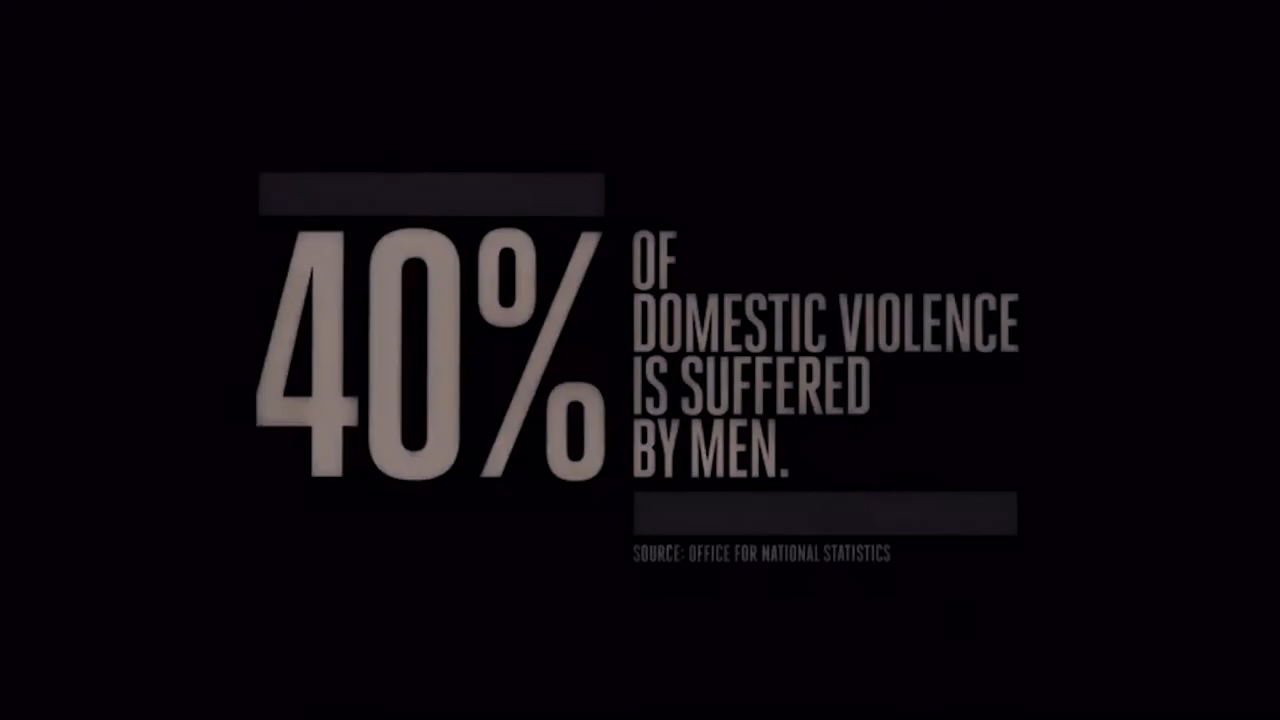 40%
OF
DOMESTIC VIOLENCE
IS SUFFERED
BY MEN.
SOURCE: OFFICE FOR NATIONAL STATISTICS